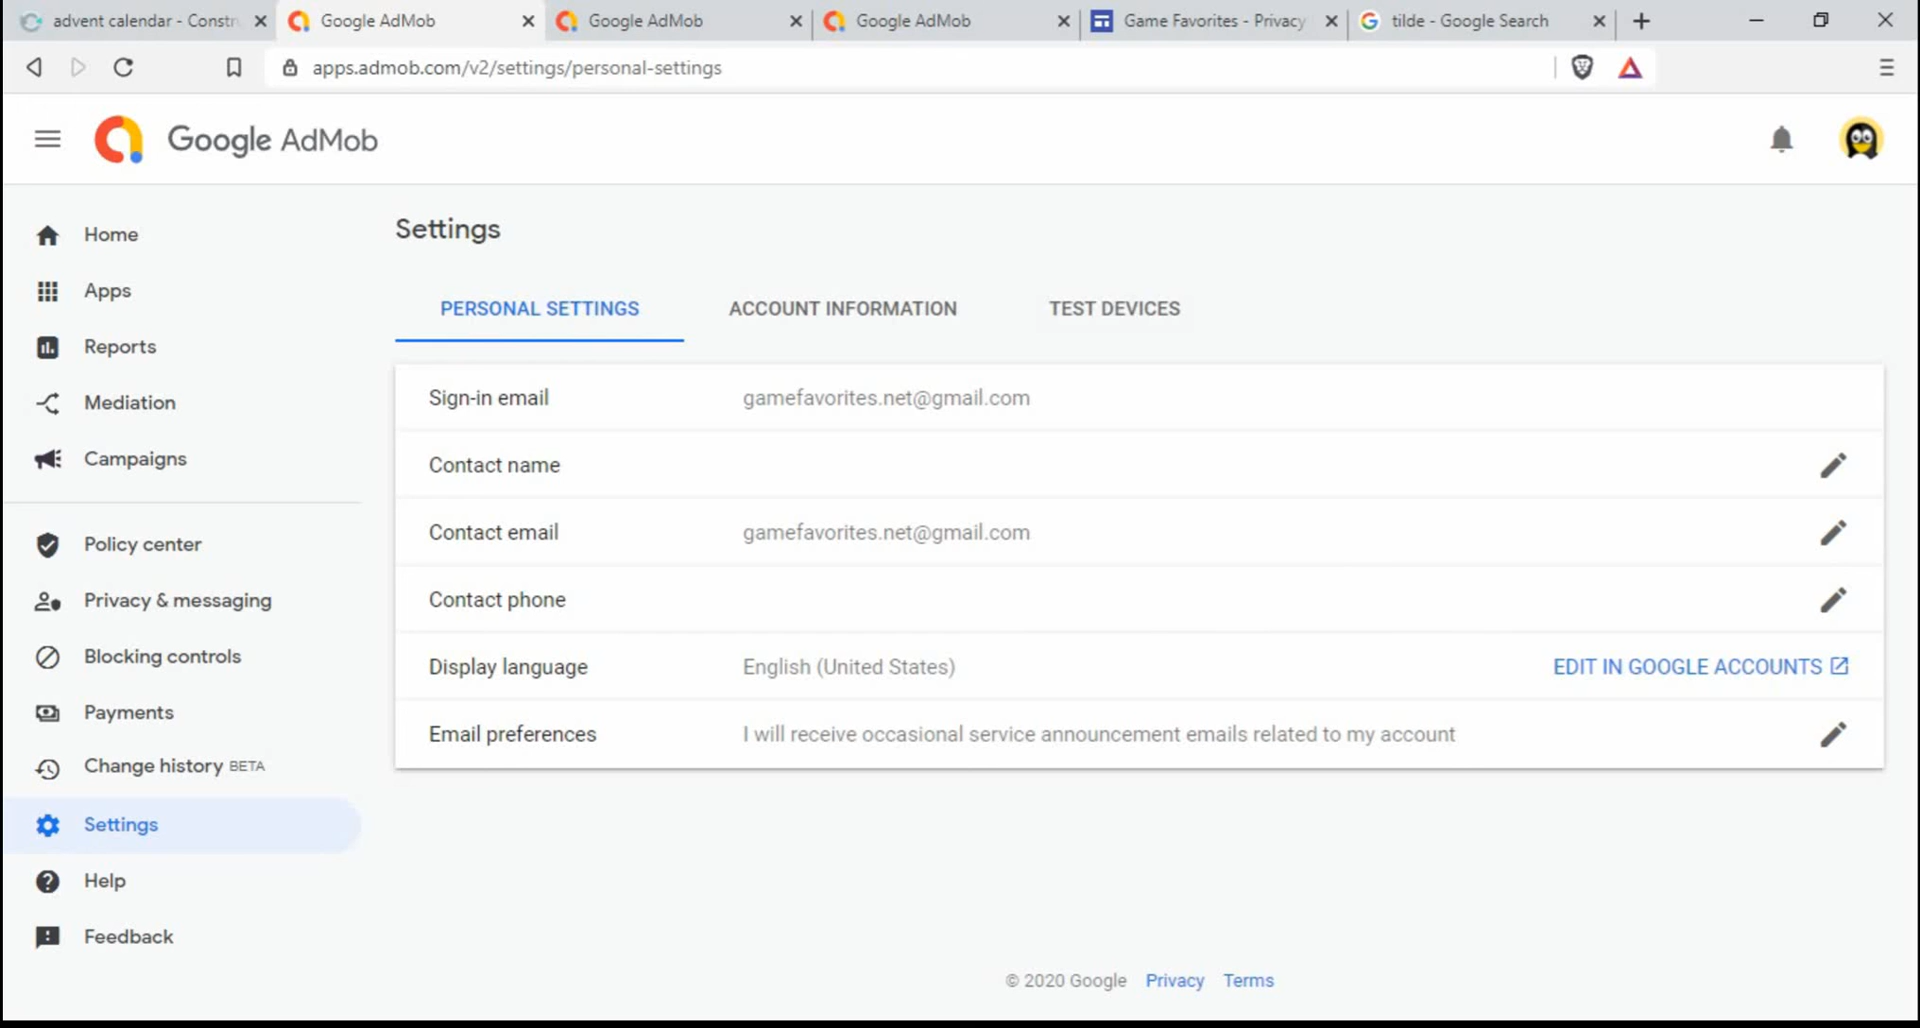 advent calendar - Constr
Google AdMob
Google AdMob
Google AdMob
Game Favorites - Privacy
tilde - Google Search
apps.admob.com/v2/settings/personal-settings
Google AdMob
Home
Apps
Reports
Mediation
Campaigns
Policy center
Privacy & messaging
Blocking controls
Payments
Change history BETA
Settings
Help
Feedback
Settings
PERSONAL SETTINGS
ACCOUNT INFORMATION
TEST DEVICES
Sign-in email gamefavorites.net@gmail.com
Contact name
Contact email gamefavorites.net@gmail.com
Contact phone
Display language English (United States) EDIT IN GOOGLE ACCOUNTS
Email preferences I will receive occasional service announcement emails related to my account
© 2020 Google Privacy Terms